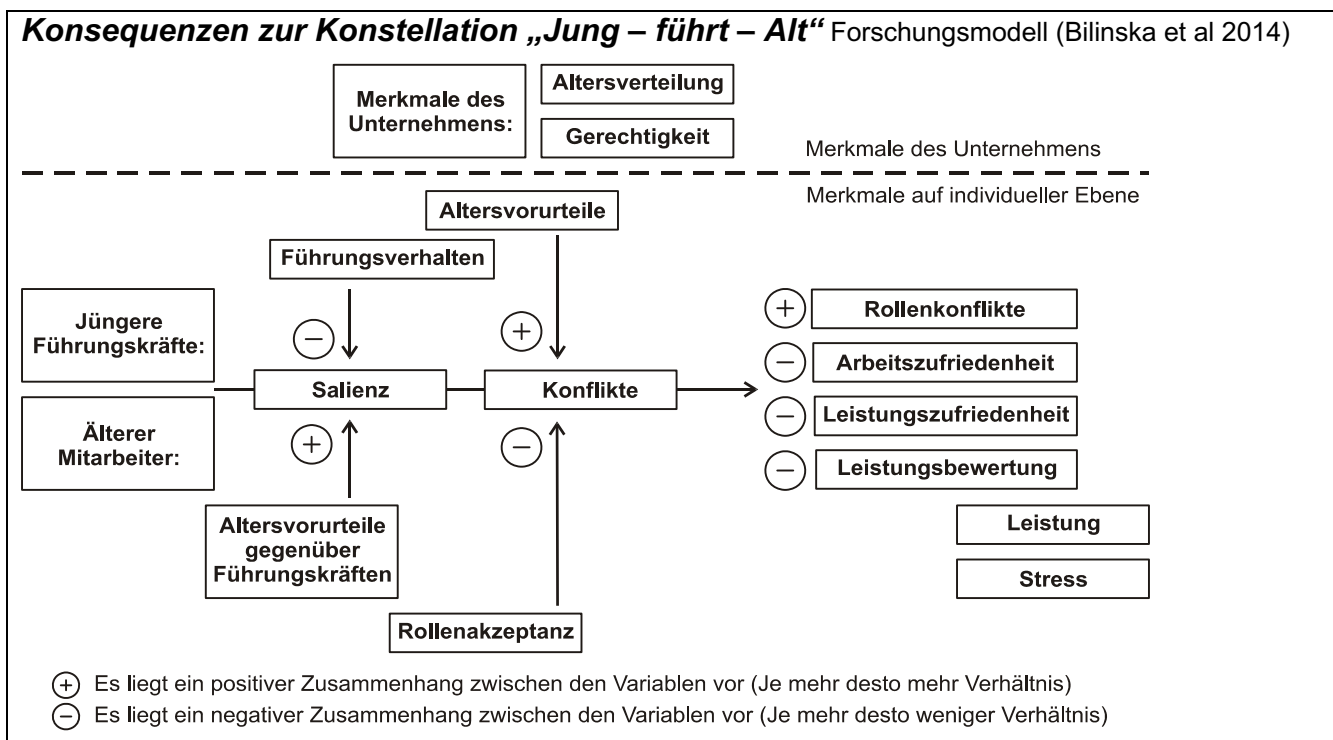 Konsequenzen zur Konstellation „Jung – führt – Alt“ Forschungsmodell (Bilinska et al 2014)
Merkmale des
Unternehmens:
Altersverteilung
Gerechtigkeit
Merkmale des Unternehmens
Merkmale auf individueller Ebene
Altersvorurteile
Führungsverhalten
Jüngere
Führungskräfte:
Älterer
Mitarbeiter:
−
+
Salienz
Konflikte
+
−
Altersvorurteile
gegenüber
Führungskräften
Rollenakzeptanz
+ Rollenkonflikte
− Arbeitszufriedenheit
− Leistungszufriedenheit
− Leistungsbewertung
Leistung
Stress
+ Es liegt ein positiver Zusammenhang zwischen den Variablen vor (Je mehr desto mehr Verhältnis)
− Es liegt ein negativer Zusammenhang zwischen den Variablen vor (Je mehr desto weniger Verhältnis)